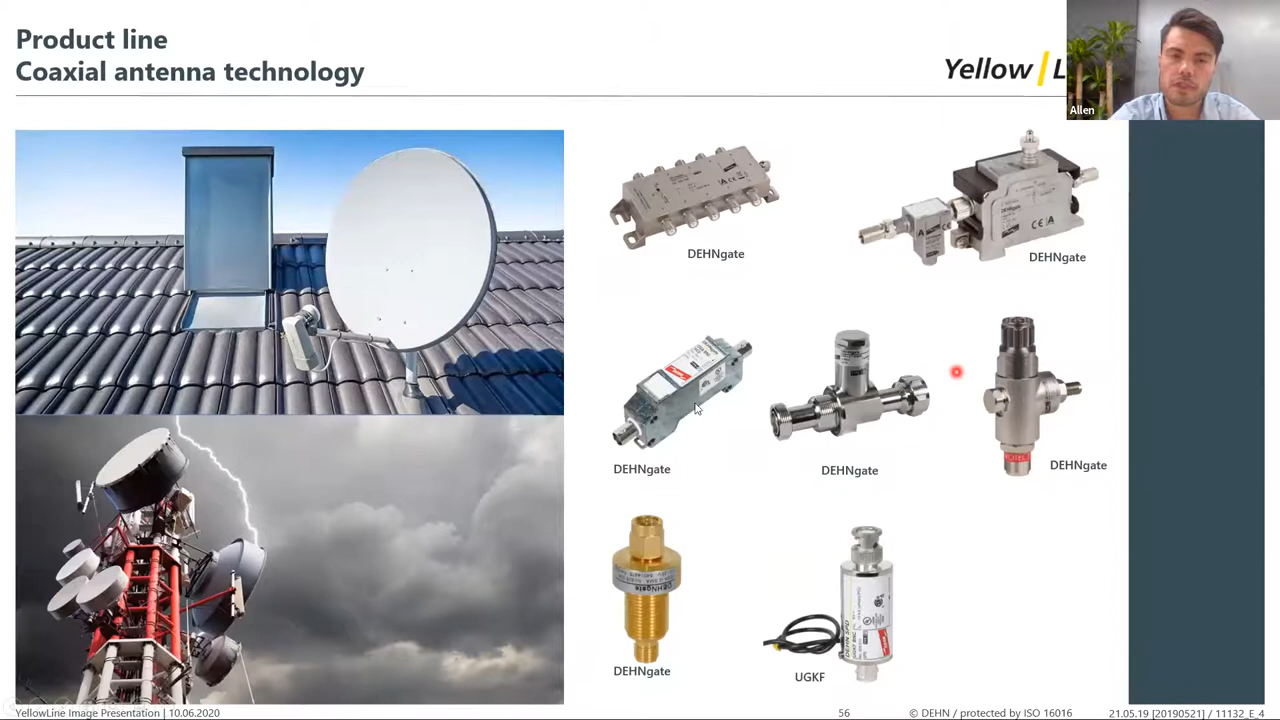 Product line
Coaxial antenna technology
Yellow/L
Allen
DEHNgate
DEHNgate
DEHNgate
DEHNgate
DEHNgate
DEHNgate
UGKF
YellowLine Image Presentation | 10.06.2020
56
© DEHN / protected by ISO 16016
21.05.19 [20190521] / 11132_E_4